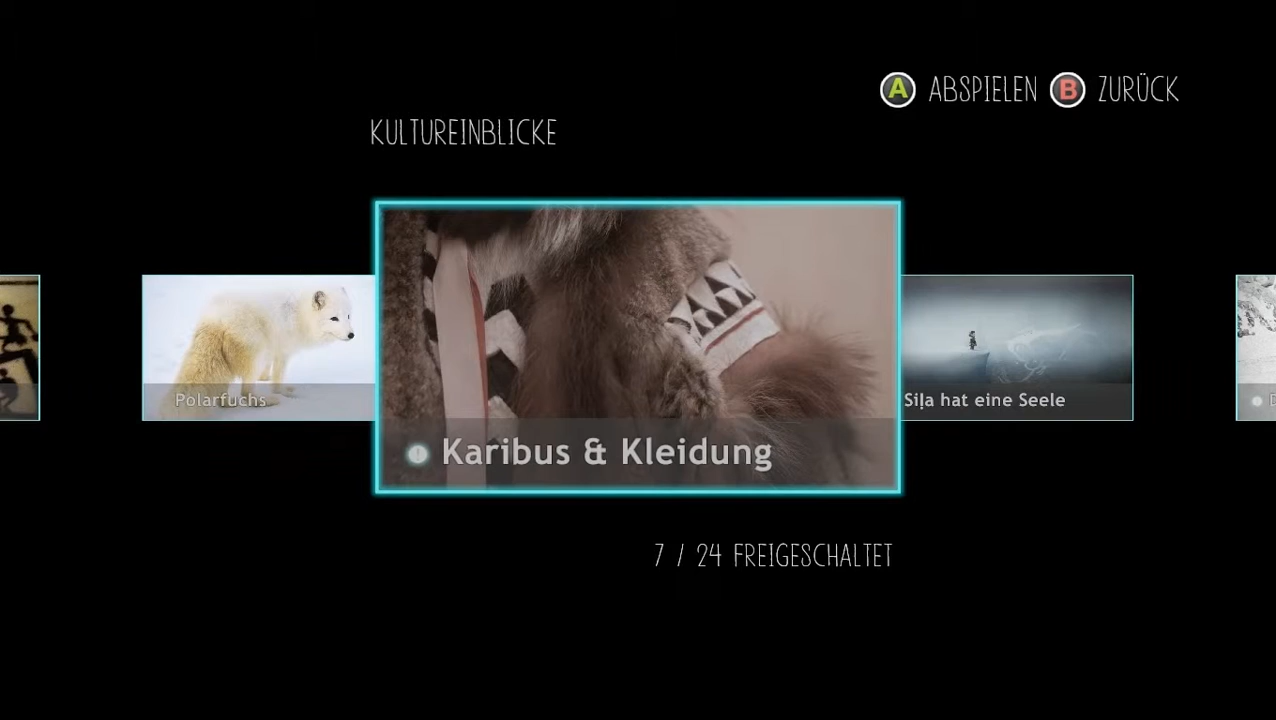 A ABSPIELEN B ZURÜCK
KULTUREINBLICKE
Polarfuchs
Karibus & Kleidung
Siḷa hat eine Seele
7 / 24 FREIGESCHALTET